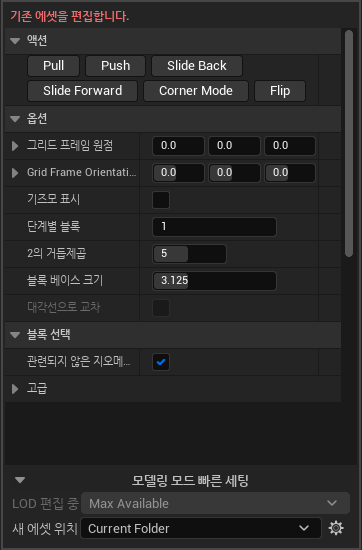 기존 에셋을 편집합니다.
액션
Pull Push Slide Back
Slide Forward Corner Mode Flip
옵션
그리드 프레임 원점 0.0 0.0 0.0
Grid Frame Orientati... 0.0 0.0 0.0
기즈모 표시
단계별 블록 1
2의 거듭제곱 5
블록 베이스 크기 3.125
대각선으로 교차
블록 선택
관련되지 않은 지오메...
고급
모델링 모드 빠른 세팅
LOD 편집 중 Max Available
새 에셋 위치 Current Folder